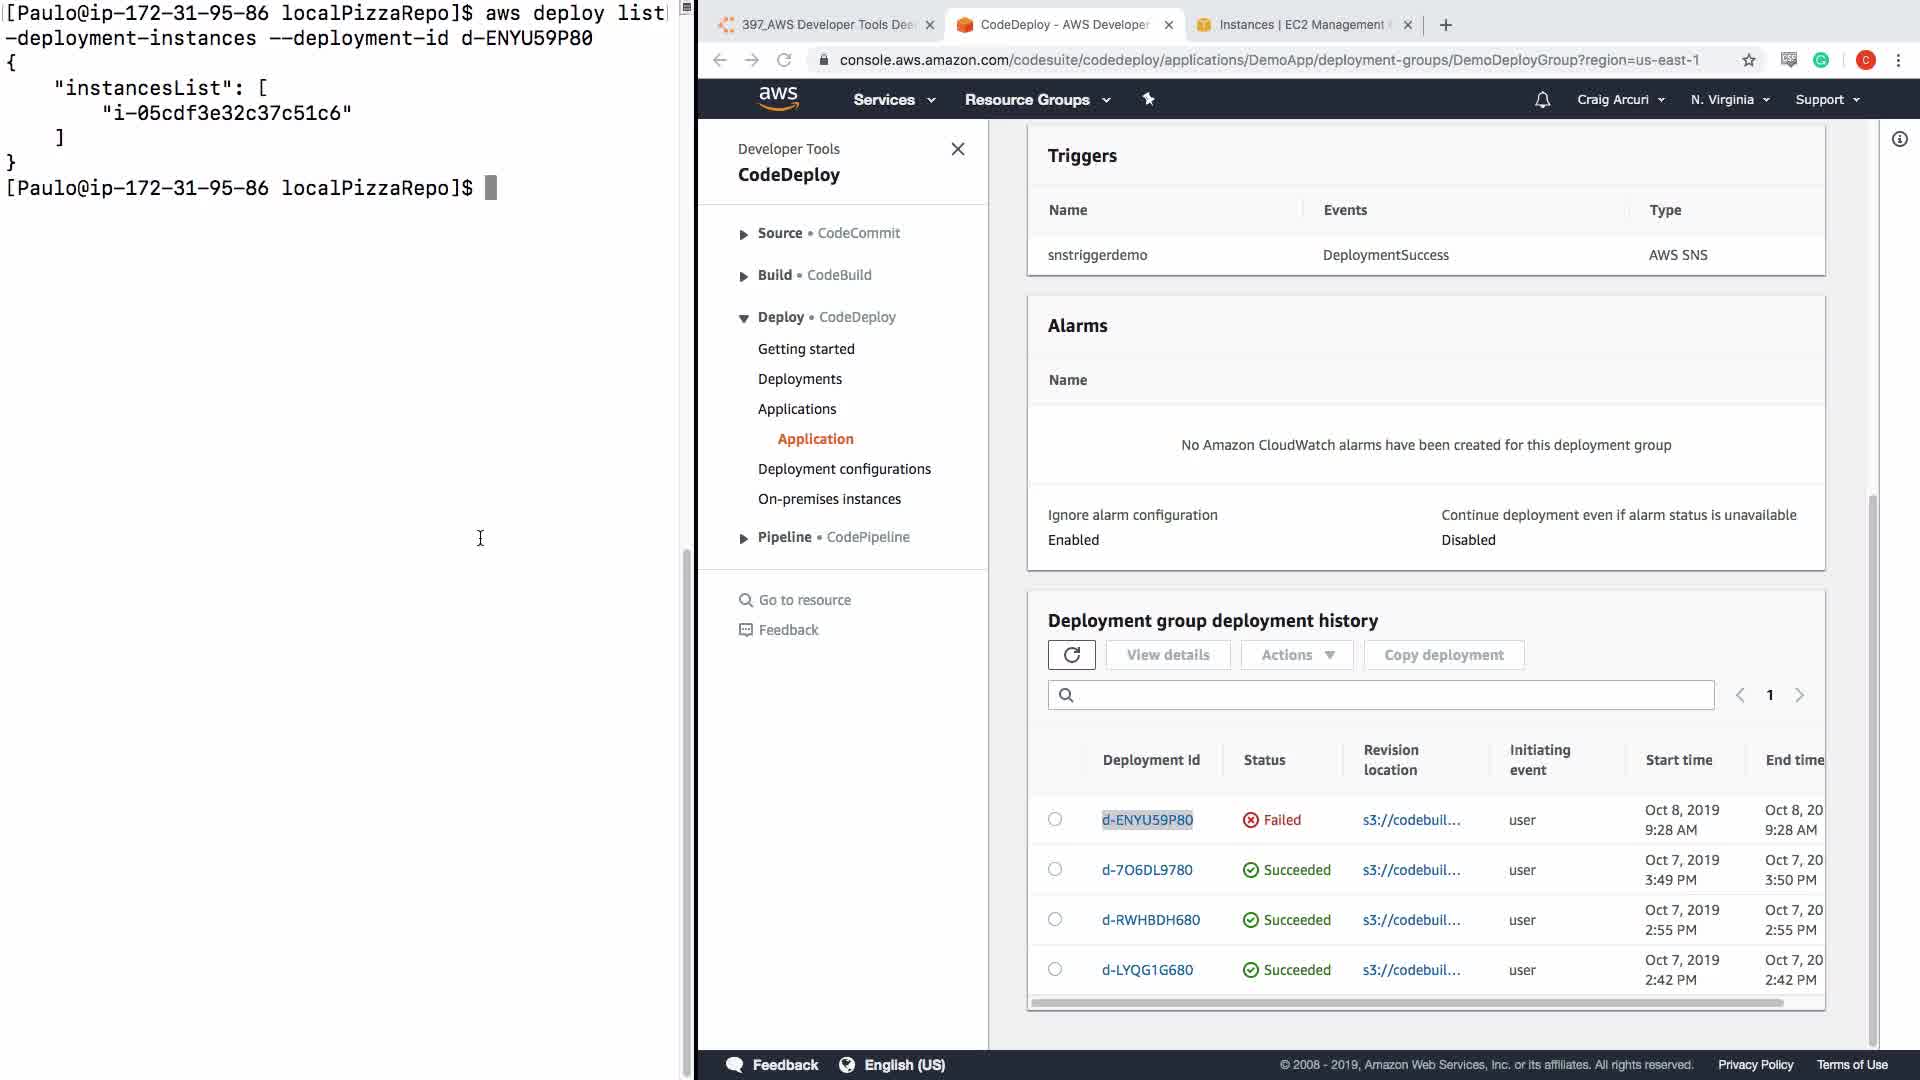 [Paulo@ip-172-31-95-86 localPizzaRepo]$ aws deploy list
-deployment-instances --deployment-id d-ENYU59P80
{
"instancesList": [
"i-05cdf3e32c37c51c6"
]
}
[Paulo@ip-172-31-95-86 localPizzaRepo]$
397_AWS Developer Tools Dee
CodeDeploy - AWS Developer
Instances | EC2 Management
console.aws.amazon.com/codesuite/codedeploy/applications/DemoApp/deployment-groups/DemoDeployGroup?region=us-east-1
C
aws
Services
Resource Groups
Craig Arcuri
N. Virginia
Support
Developer Tools
CodeDeploy
Source • CodeCommit
Build • CodeBuild
Deploy • CodeDeploy
Getting started
Deployments
Applications
Application
Deployment configurations
On-premises instances
Pipeline • CodePipeline
Go to resource
Feedback
Triggers
Name Events Type
snstriggerdemo DeploymentSuccess AWS SNS
Alarms
Name
No Amazon CloudWatch alarms have been created for this deployment group
Ignore alarm configuration
Enabled
Continue deployment even if alarm status is unavailable
Disabled
Deployment group deployment history
View details
Actions
Copy deployment
1
Deployment Id Status Revision location Initiating event Start time End time
d-ENYU59P80 Failed s3://codebuil... user Oct 8, 2019 9:28 AM Oct 8, 20 9:28 AM
d-7O6DL9780 Succeeded s3://codebuil... user Oct 7, 2019 3:49 PM Oct 7, 20 3:50 PM
d-RWHBDH680 Succeeded s3://codebuil... user Oct 7, 2019 2:55 PM Oct 7, 20 2:55 PM
d-LYQG1G680 Succeeded s3://codebuil... user Oct 7, 2019 2:42 PM Oct 7, 20 2:42 PM
Feedback
English (US)
© 2008 - 2019, Amazon Web Services, Inc. or its affiliates. All rights reserved.
Privacy Policy
Terms of Use